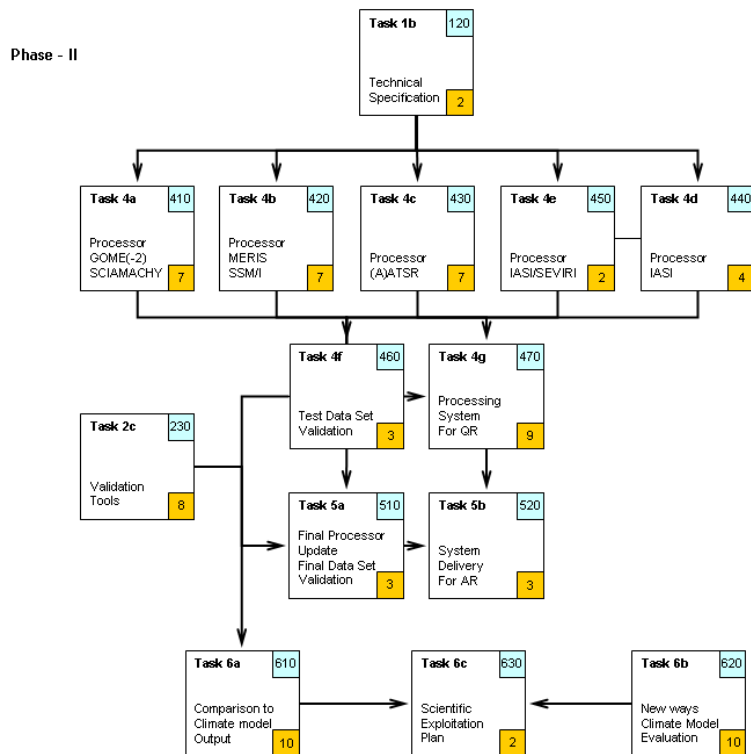 Phase - II
Task 1b
120
Technical
Specification
2
Task 4a
410
Processor
GOME(-2)
SCIAMACHY
7
Task 4b
420
Processor
MERIS
SSM/I
7
Task 4c
430
Processor
(A)ATSR
7
Task 4e
450
Processor
IASI/SEVIRI
2
Task 4d
440
Processor
IASI
4
Task 4f
460
Test Data Set
Validation
3
Task 4g
470
Processing
System
For QR
9
Task 2c
230
Validation
Tools
8
Task 5a
510
Final Processor
Update
Final Data Set
Validation
3
Task 5b
520
System
Delivery
For AR
3
Task 6a
610
Comparison to
Climate model
Output
10
Task 6c
630
Scientific
Exploitation
Plan
2
Task 6b
620
New ways
Climate Model
Evaluation
10